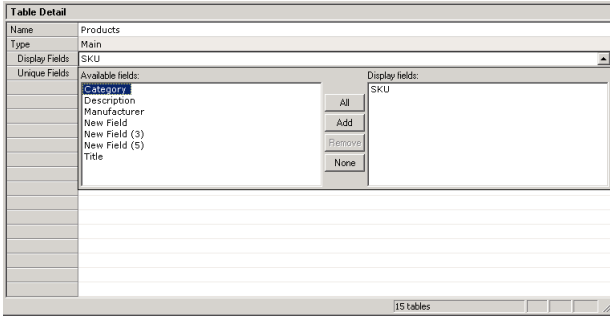 Table Detail
Name Products
Type Main
Display Fields SKU
Unique Fields
Available fields: Display fields:
Category SKU
Description
Manufacturer
New Field
New Field (3)
New Field (5)
Title
All
Add
Remove
None
15 tables